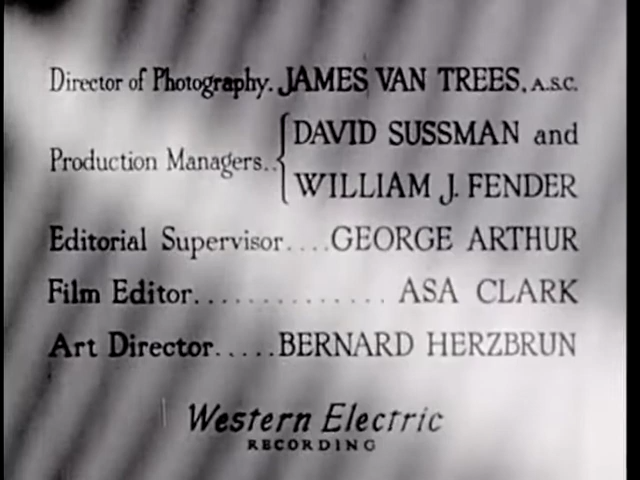 Director of Photography. JAMES VAN TREES, A.S.C.
Production Managers.. { DAVID SUSSMAN and
WILLIAM J. FENDER
Editorial Supervisor.... GEORGE ARTHUR
Film Editor.............. ASA CLARK
Art Director..... BERNARD HERZBRUN
Western Electric
RECORDING